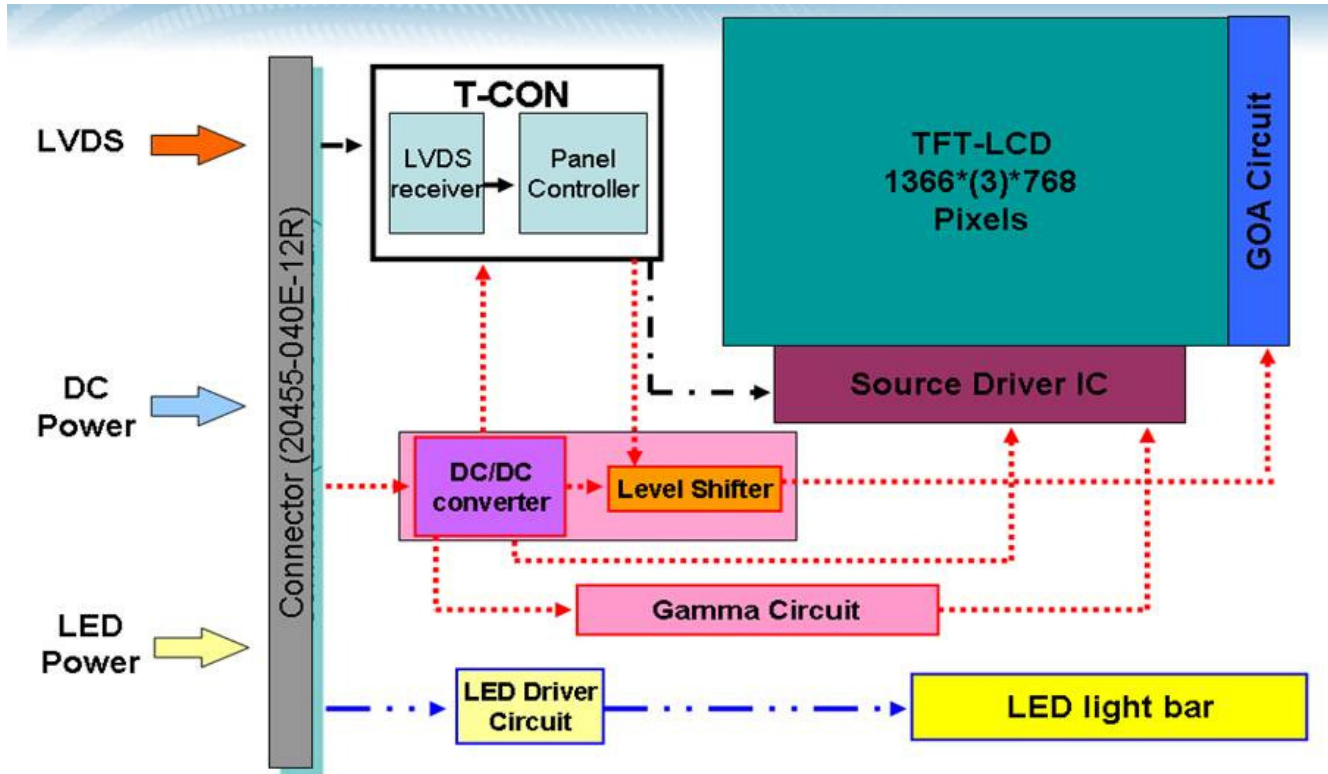 T-CON
LVDS
receiver
Panel
Controller
LVDS
DC
Power
LED
Power
Connector (20455-040E-12R)
TFT-LCD
1366*(3)*768
Pixels
GOA Circuit
Source Driver IC
DC/DC
converter
Level Shifter
Gamma Circuit
LED Driver
Circuit
LED light bar